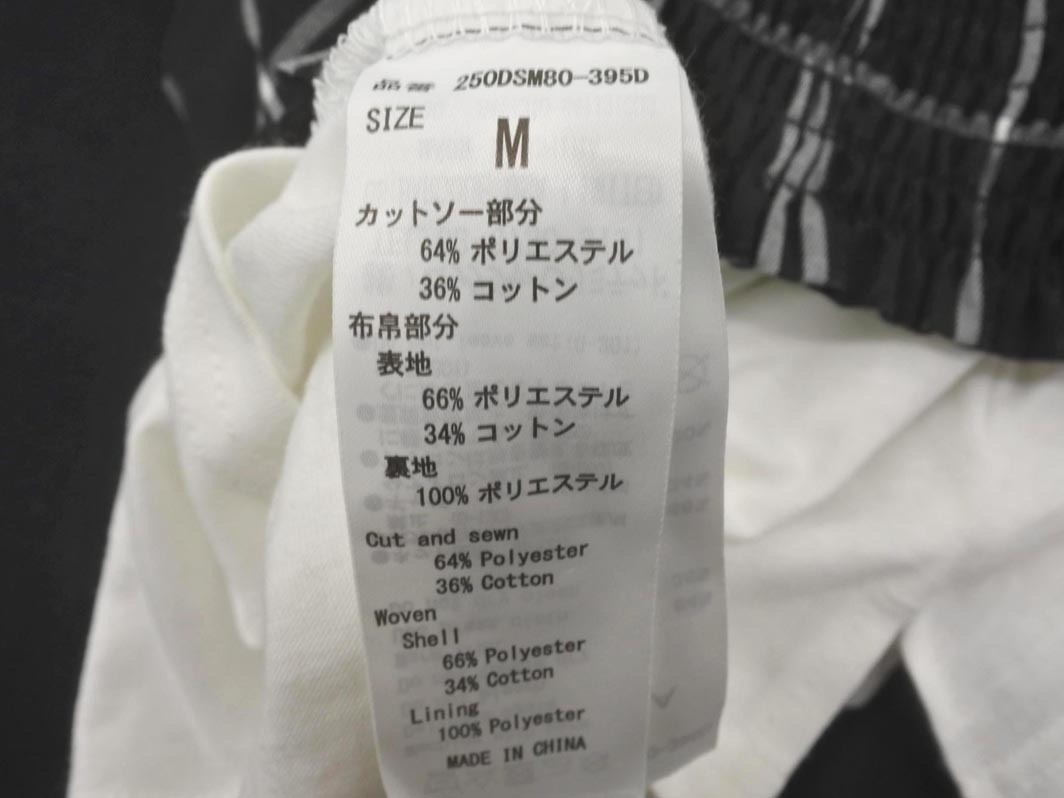 品番 250DSM80-395D
SIZE
M
カットソー部分
64% ポリエステル
36% コットン
布帛部分
表地
66% ポリエステル
34% コットン
裏地
100% ポリエステル
Cut and sewn
64% Polyester
36% Cotton
Woven
Shell
66% Polyester
34% Cotton
Lining
100% Polyester
MADE IN CHINA